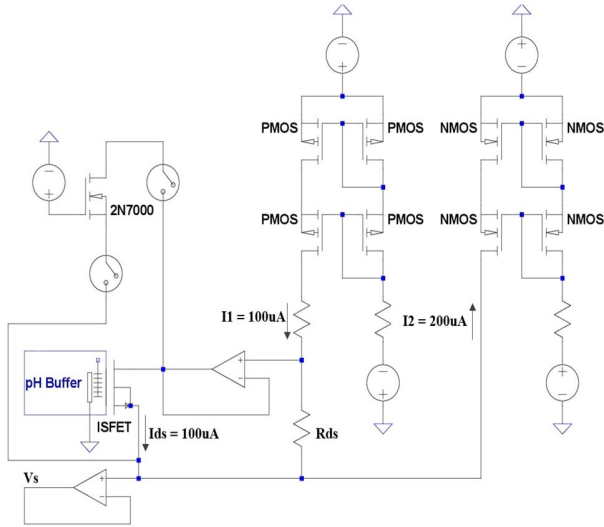 PMOS
PMOS
NMOS
NMOS
2N7000
PMOS
PMOS
NMOS
NMOS
I1 = 100uA
I2 = 200uA
pH Buffer
ISFET
Ids = 100uA
Rds
Vs